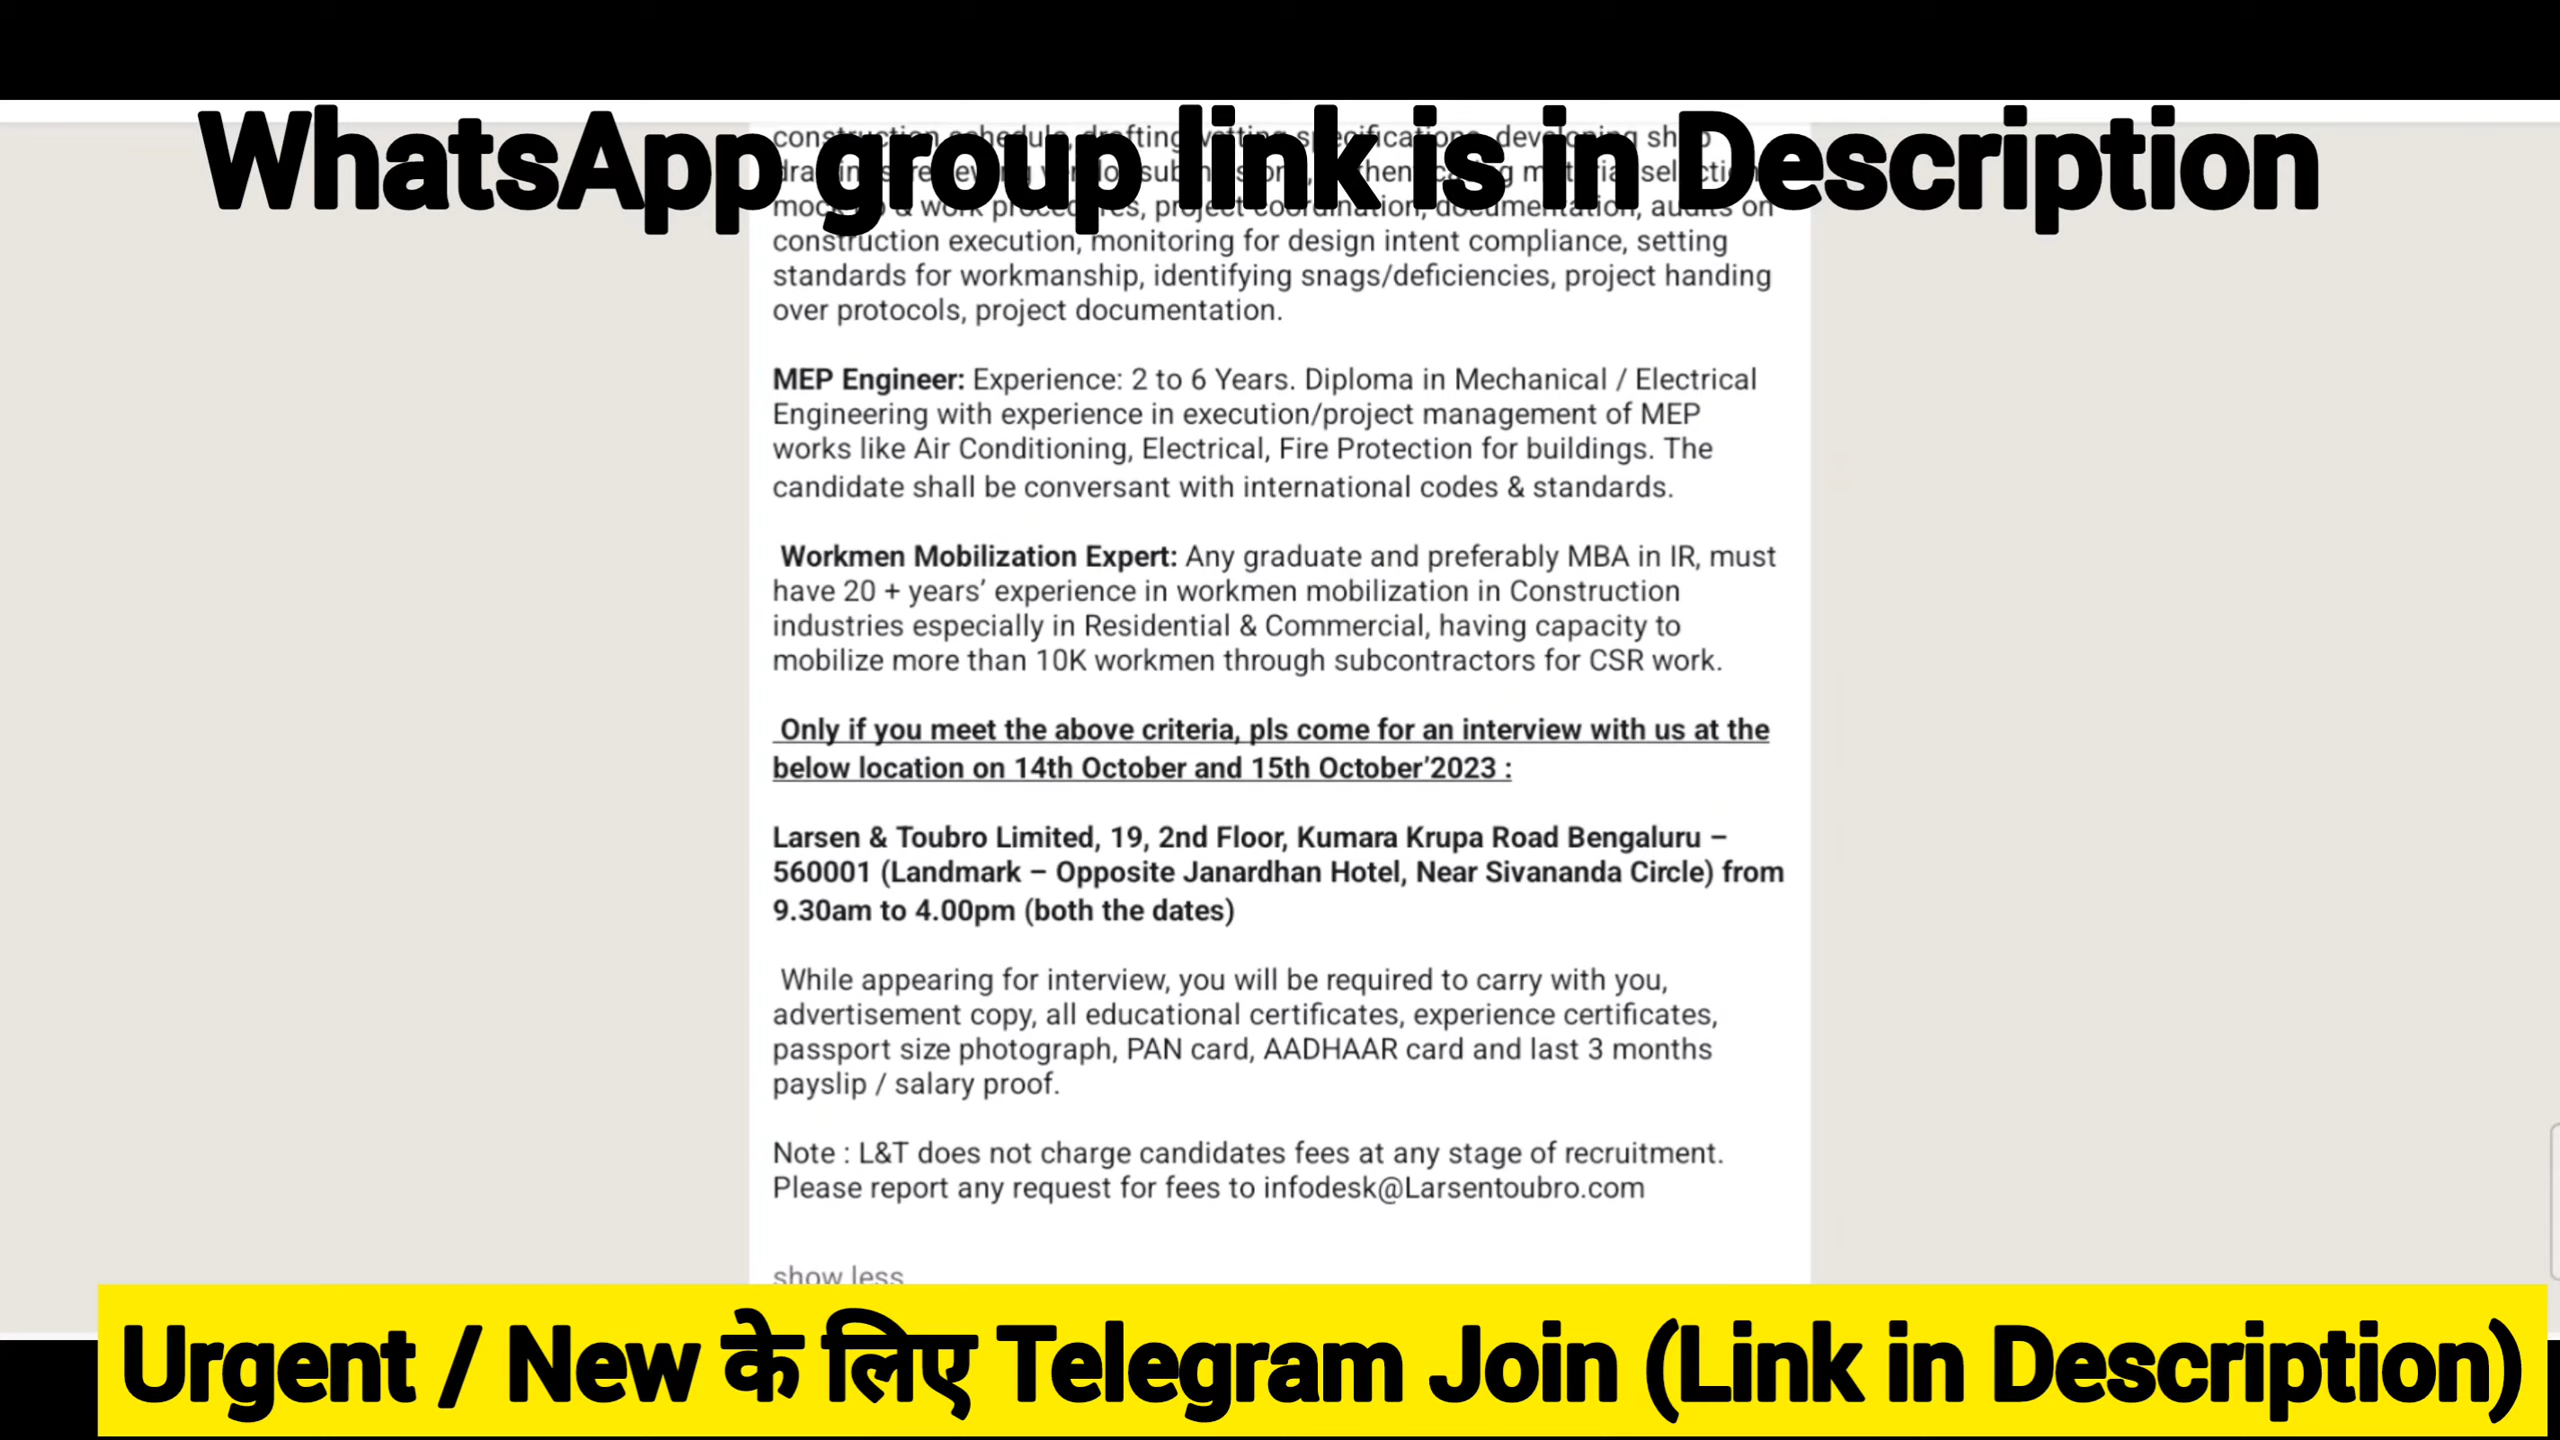 WhatsApp group link is in Description
construction execution, monitoring for design intent compliance, setting
standards for workmanship, identifying snags/deficiencies, project handing
over protocols, project documentation.
MEP Engineer: Experience: 2 to 6 Years. Diploma in Mechanical / Electrical
Engineering with experience in execution/project management of MEP
works like Air Conditioning, Electrical, Fire Protection for buildings. The
candidate shall be conversant with international codes & standards.
Workmen Mobilization Expert: Any graduate and preferably MBA in IR, must
have 20 + years’ experience in workmen mobilization in Construction
industries especially in Residential & Commercial, having capacity to
mobilize more than 10K workmen through subcontractors for CSR work.
Only if you meet the above criteria, pls come for an interview with us at the
below location on 14th October and 15th October’2023 :
Larsen & Toubro Limited, 19, 2nd Floor, Kumara Krupa Road Bengaluru –
560001 (Landmark – Opposite Janardhan Hotel, Near Sivananda Circle) from
9.30am to 4.00pm (both the dates)
While appearing for interview, you will be required to carry with you,
advertisement copy, all educational certificates, experience certificates,
passport size photograph, PAN card, AADHAAR card and last 3 months
payslip / salary proof.
Note : L&T does not charge candidates fees at any stage of recruitment.
Please report any request for fees to infodesk@Larsentoubro.com
show less
Urgent / New के लिए Telegram Join (Link in Description)